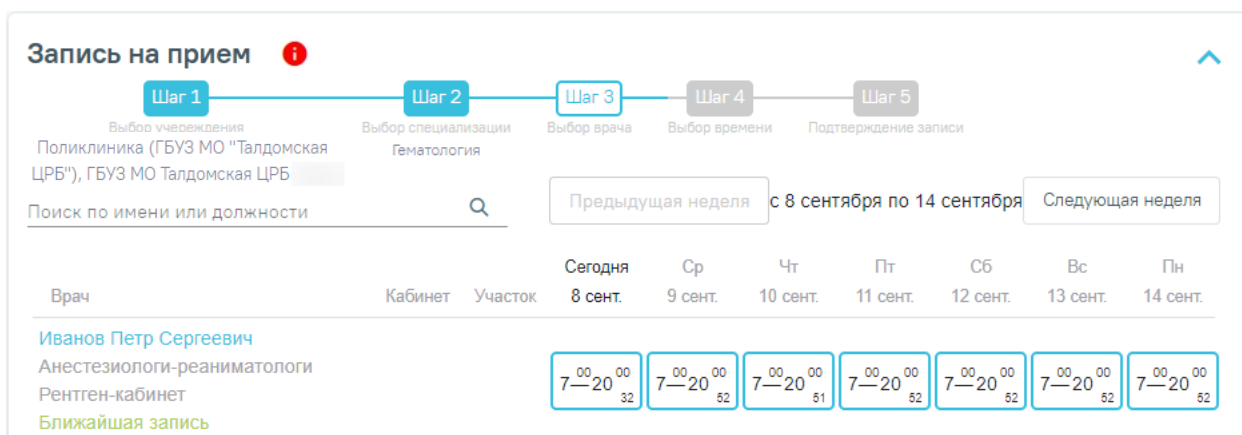 Запись на прием
Шаг 1 Шаг 2 Шаг 3 Шаг 4 Шаг 5
Выбор учереждения Выбор специализации Выбор врача Выбор времени Подтверждение записи
Поликлиника (ГБУЗ МО "Талдомская Гематология
ЦРБ"), ГБУЗ МО Талдомская ЦРБ
Поиск по имени или должности Предыдущая неделя с 8 сентября по 14 сентября Следующая неделя
Сегодня Ср Чт Пт Сб Вс Пн
Врач Кабинет Участок 8 сент. 9 сент. 10 сент. 11 сент. 12 сент. 13 сент. 14 сент.
Иванов Петр Сергеевич
Анестезиологи-реаниматологи
7⁰⁰—20⁰⁰ 7⁰⁰—20⁰⁰ 7⁰⁰—20⁰⁰ 7⁰⁰—20⁰⁰ 7⁰⁰—20⁰⁰ 7⁰⁰—20⁰⁰ 7⁰⁰—20⁰⁰
Рентген-кабинет 32 52 51 52 52 52 52
Ближайшая запись